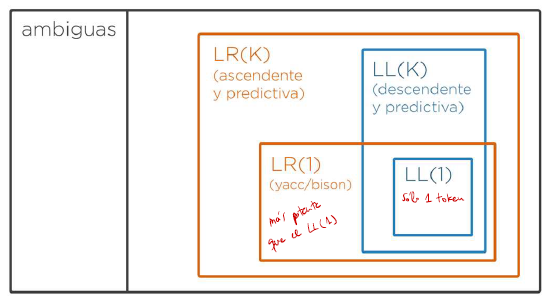 ambiguas
LR(K)
(ascendente
y predictiva)
LL(K)
(descendente
y predictiva)
LR(1)
(yacc/bison)
más potente
que el LL(1)
LL(1)
sólo 1 token